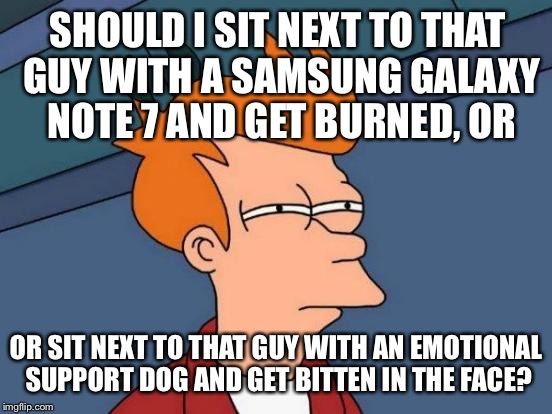 SHOULD I SIT NEXT TO THAT
GUY WITH A SAMSUNG GALAXY
NOTE 7 AND GET BURNED, OR
OR SIT NEXT TO THAT GUY WITH AN EMOTIONAL
SUPPORT DOG AND GET BITTEN IN THE FACE?
imgflip.com